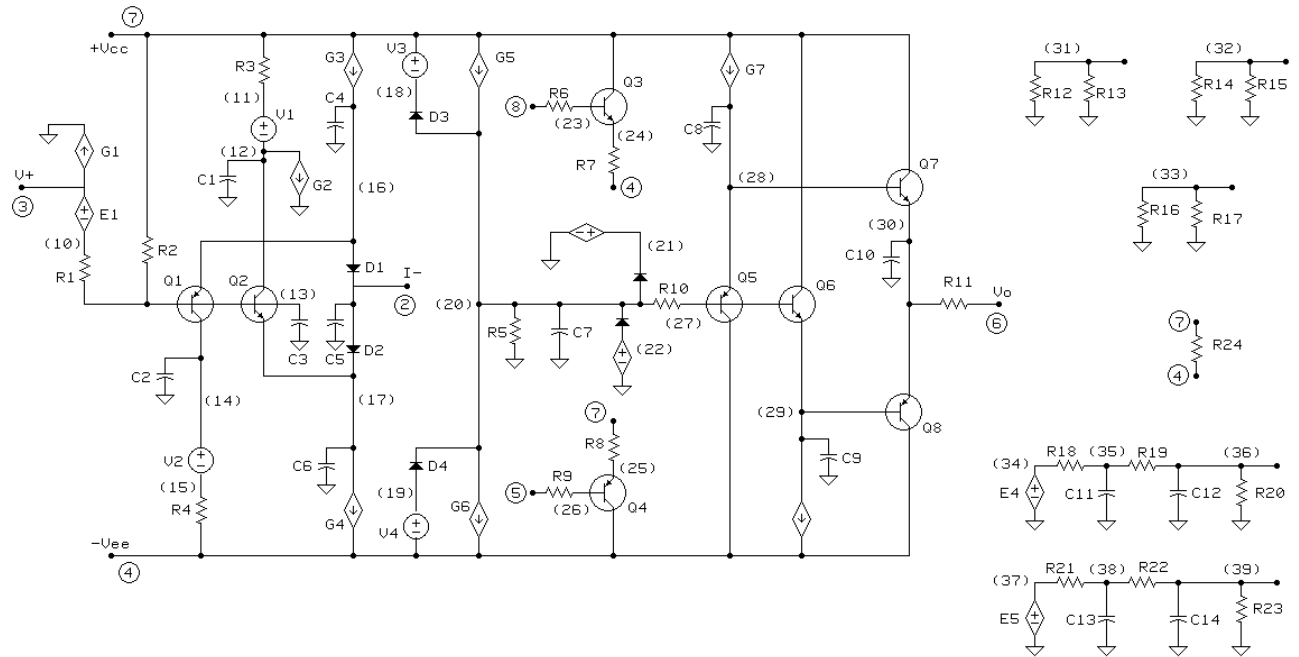 7
+Vcc
R3
(11)
V1
(12)
C1
G2
G1
V+
3
E1
(10)
R1
R2
Q1
Q2
(13)
C3
C2
(14)
V2
(15)
R4
-Vee
4
G3
C4
(16)
D1
I-
2
C5
D2
(17)
C6
G4
V3
(18)
D3
G5
(20)
R5
C7
(22)
(21)
R10
(27)
D4
(19)
V4
G6
8
R6
(23)
Q3
(24)
R7
4
7
R8
(25)
5
R9
(26)
Q4
G7
C8
(28)
Q5
Q6
(29)
C9
Q7
(30)
C10
R11
Vo
6
Q8
(31)
R12
R13
(32)
R14
R15
(33)
R16
R17
7
R24
4
(34)
R18
(35)
R19
(36)
E4
C11
C12
R20
(37)
R21
(38)
R22
(39)
E5
C13
C14
R23